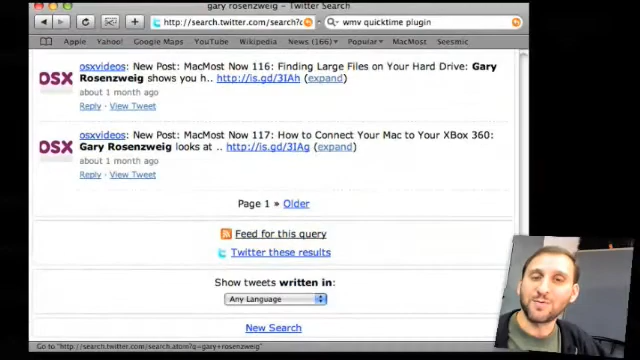 gary rosenzweig – Twitter Search
http://search.twitter.com/search?c
wmv quicktime plugin
Apple Yahoo! Google Maps YouTube Wikipedia News (166) Popular MacMost Seesmic
osxvideos: New Post: MacMost Now 116: Finding Large Files on Your Hard Drive: Gary
Rosenzweig shows you h.. http://is.gd/3IAh (expand)
about 1 month ago
Reply · View Tweet
OSX
osxvideos: New Post: MacMost Now 117: How to Connect Your Mac to Your XBox 360:
Gary Rosenzweig looks at .. http://is.gd/3IAg (expand)
about 1 month ago
Reply · View Tweet
OSX
Page 1 » Older
Feed for this query
Twitter these results
Show tweets written in:
Any Language
New Search
Go to "http://search.twitter.com/search.atom?q=gary+rosenzweig"